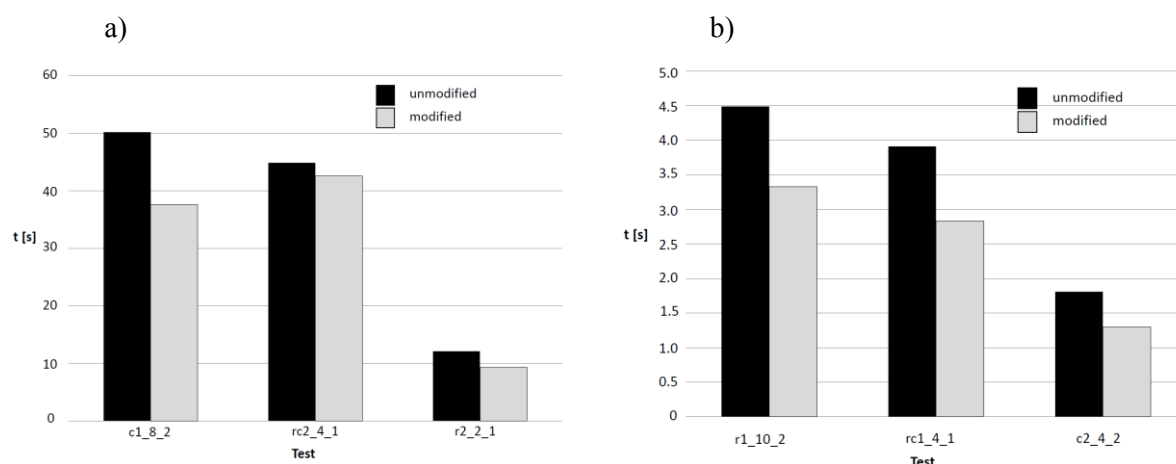 a)
60
50
40
30
20
10
0
t [s]
unmodified
modified
c1_8_2
rc2_4_1
r2_2_1
Test
b)
5.0
4.5
4.0
3.5
3.0
2.5
2.0
1.5
1.0
0.5
0
t [s]
unmodified
modified
r1_10_2
rc1_4_1
c2_4_2
Test